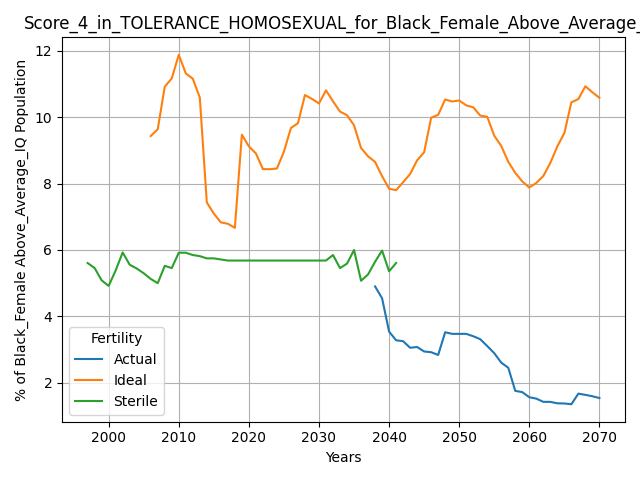 Score_4_in_TOLERANCE_HOMOSEXUAL_for_Black_Female_Above_Average_
% of Black_Female Above_Average_IQ Population
12
10
8
6
4
2
Fertility
Actual
Ideal
Sterile
2000 2010 2020 2030 2040 2050 2060 2070
Years